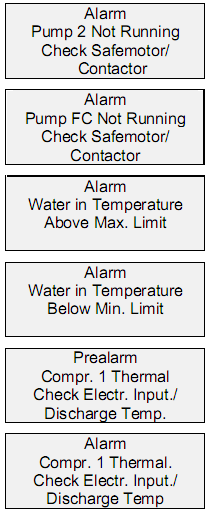 Alarm
Pump 2 Not Running
Check Safemotor/
Contactor
Alarm
Pump FC Not Running
Check Safemotor/
Contactor
Alarm
Water in Temperature
Above Max. Limit
Alarm
Water in Temperature
Below Min. Limit
Prealarm
Compr. 1 Thermal
Check Electr. Input./
Discharge Temp.
Alarm
Compr. 1 Thermal.
Check Electr. Input./
Discharge Temp